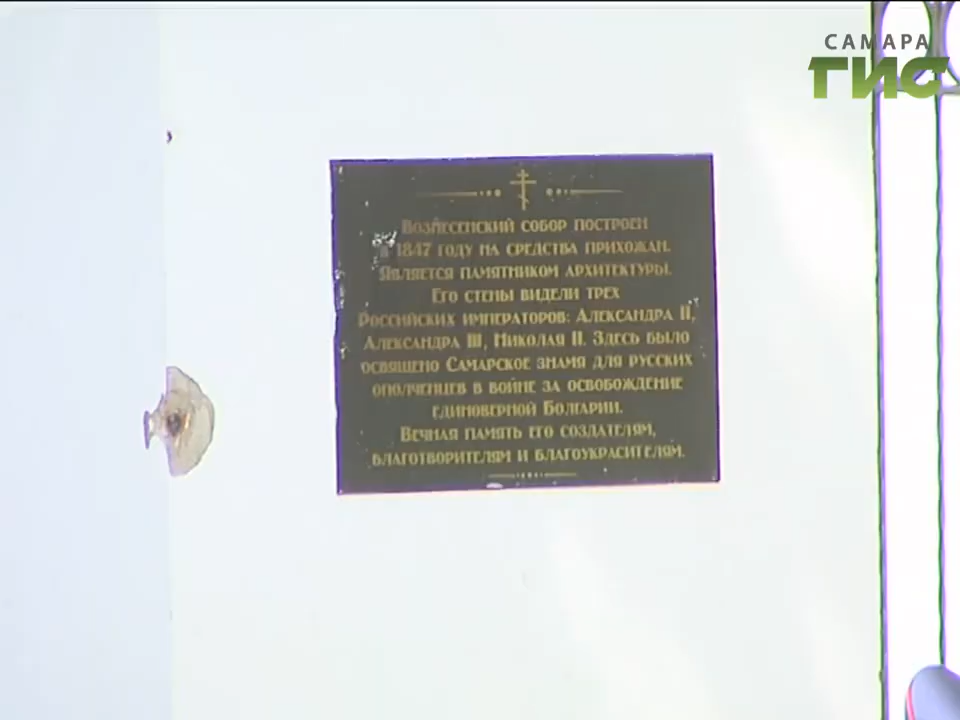 САМАРА
ГИС
Вознесенский собор построен
в 1847 году на средства прихожан.
Является памятником архитектуры.
Его стены видели трех
Российских императоров: Александра II,
Александра III, Николая II. Здесь было
освящено Самарское знамя для русских
ополченцев в войне за освобождение
единоверной Болгарии.
Вечная память его создателям,
благотворителям и благоукрасителям.